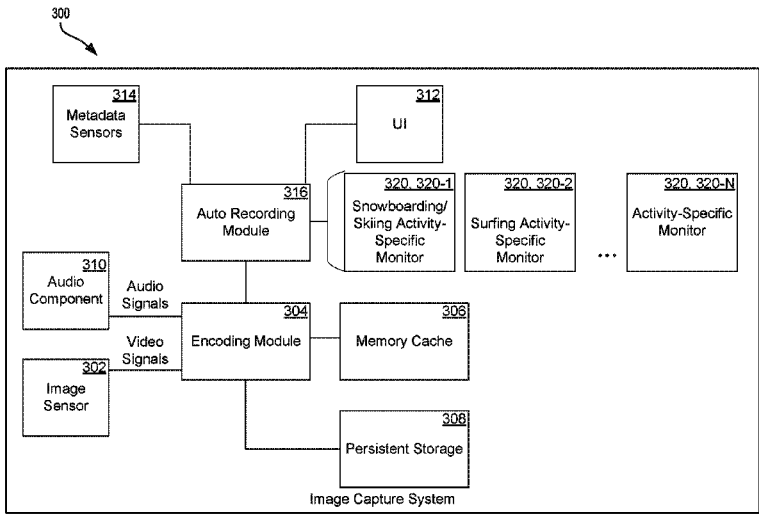 300
314
Metadata
Sensors
312
UI
316
Auto Recording
Module
320, 320-1
Snowboarding/
Skiing Activity-
Specific
Monitor
320, 320-2
Surfing Activity-
Specific
Monitor
...
320, 320-N
Activity-Specific
Monitor
310
Audio
Component
Audio
Signals
304
Encoding Module
306
Memory Cache
Video
Signals
302
Image
Sensor
308
Persistent Storage
Image Capture System